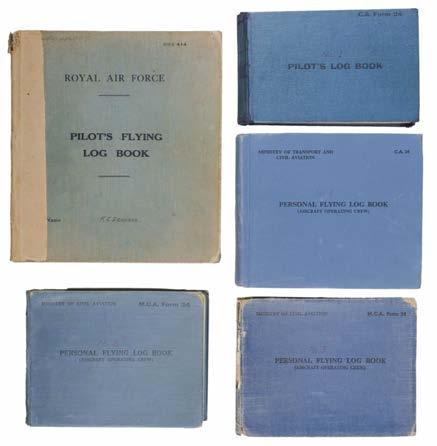 ROYAL AIR FORCE
PILOT'S FLYING
LOG BOOK
Name
C.A. Form 24
PILOT'S LOG BOOK
MINISTRY OF TRANSPORT AND
CIVIL AVIATION
C.A. 24
PERSONAL FLYING LOG BOOK
(AIRCRAFT OPERATING CREW)
MINISTRY OF CIVIL AVIATION
M.C.A. Form 24
PERSONAL FLYING LOG BOOK
(AIRCRAFT OPERATING CREW)
MINISTRY OF CIVIL AVIATION
M.C.A. Form 24
PERSONAL FLYING LOG BOOK
(AIRCRAFT OPERATING CREW)